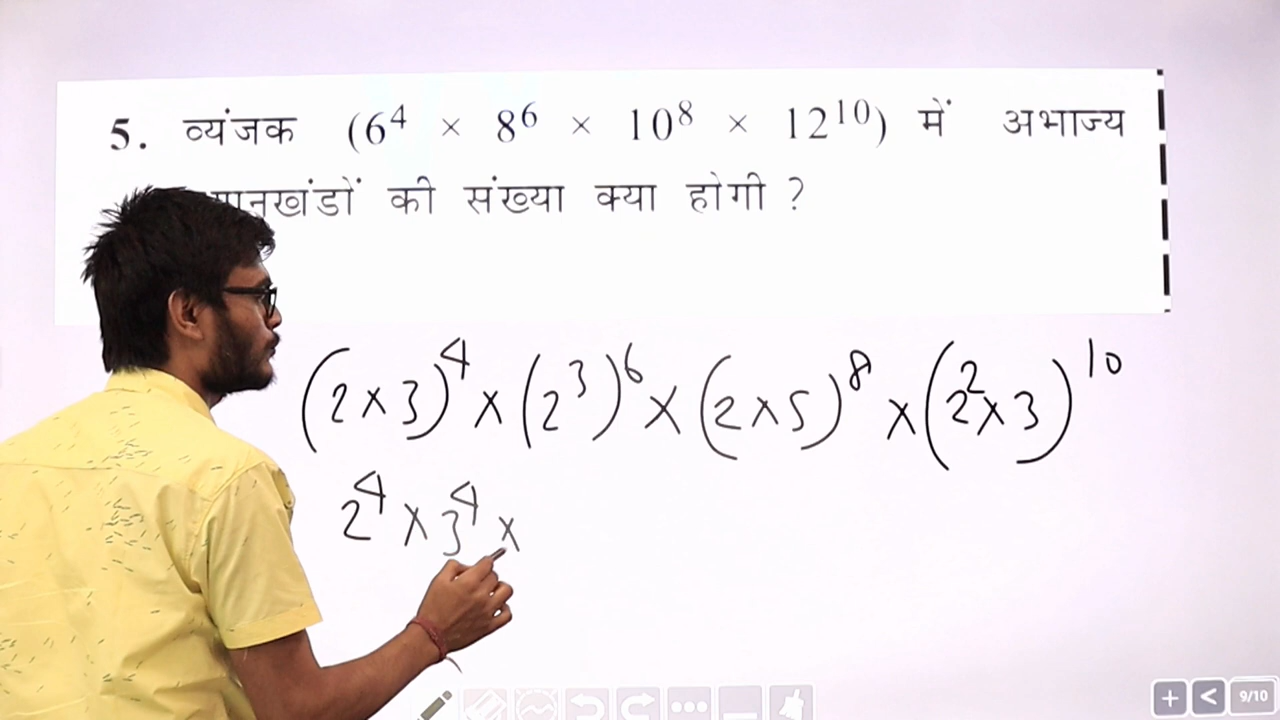 5. व्यंजक (6⁴ × 8⁶ × 10⁸ × 12¹⁰) में अभाज्य
की संख्या क्या होगी ?
(2×3)⁴ × (2³)⁶ × (2×5)⁸ × (2²×3)¹⁰
2⁴ × 3⁴ ×
9/10